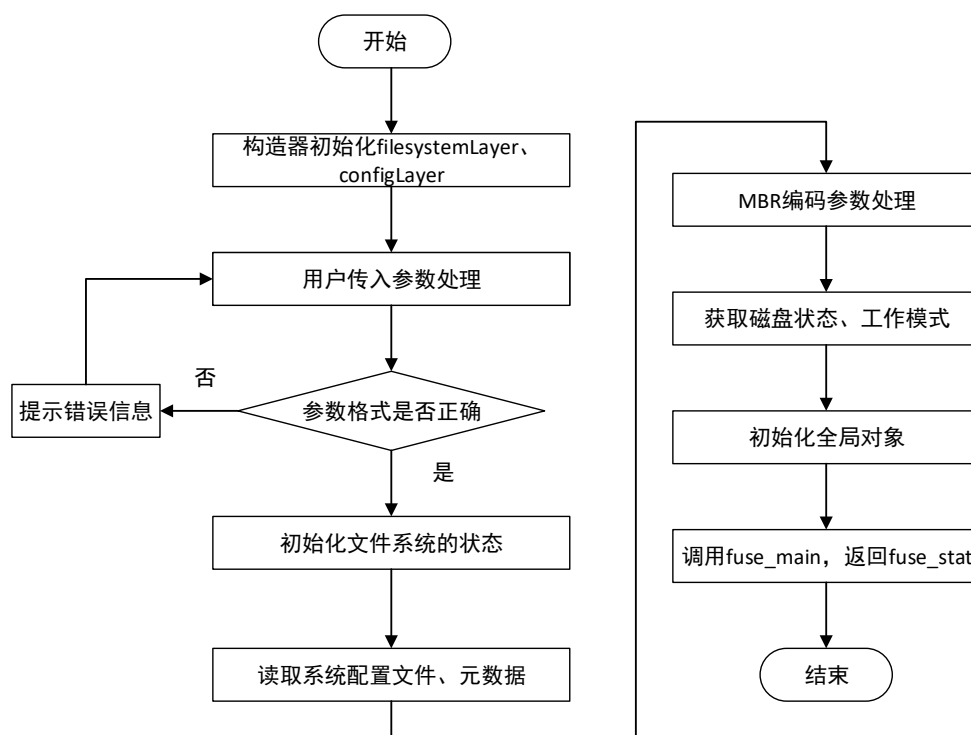 开始
构造器初始化filesystemLayer、
configLayer
用户传入参数处理
否
提示错误信息
参数格式是否正确
是
初始化文件系统的状态
读取系统配置文件、元数据
MBR编码参数处理
获取磁盘状态、工作模式
初始化全局对象
调用fuse_main，返回fuse_stat
结束